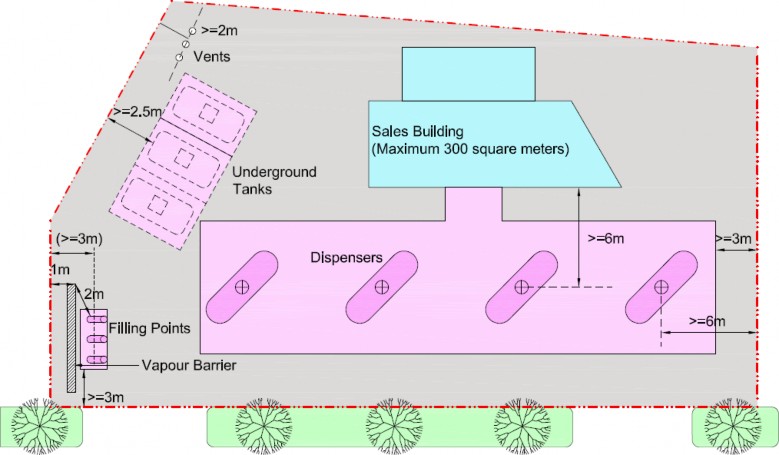 >=2m
Vents
>=2.5m
Sales Building
(Maximum 300 square meters)
Underground
Tanks
(>=3m)
>=6m
>=3m
Dispensers
1m
2m
Filling Points
>=6m
Vapour Barrier
>=3m